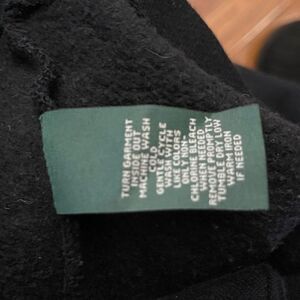 TURN GARMENT
INSIDE OUT
MACHINE WASH
COLD
GENTLE CYCLE
WASH WITH
LIKE COLORS
ONLY NON-
CHLORINE BLEACH
WHEN NEEDED
REMOVE PROMPTLY
TUMBLE DRY LOW
WARM IRON
IF NEEDED